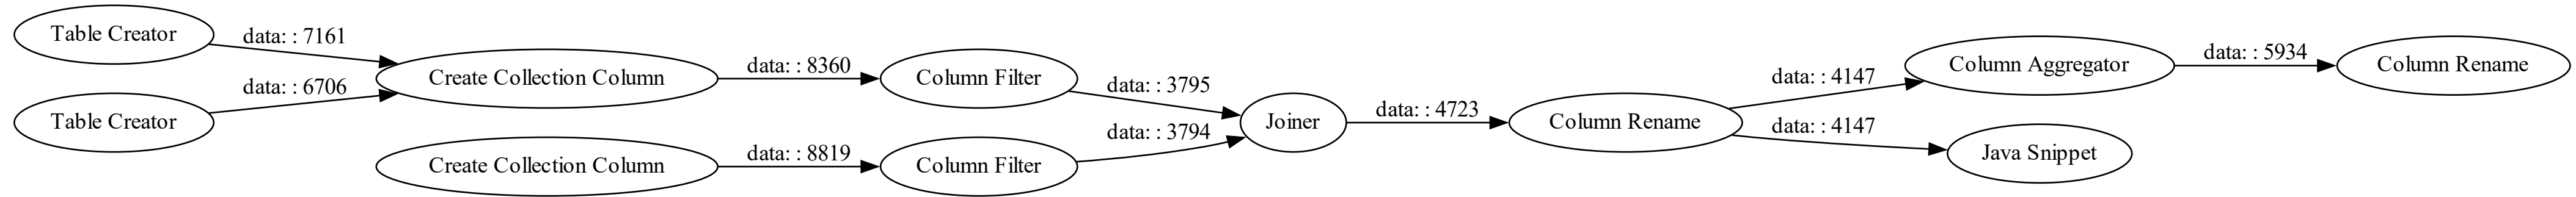 Table Creator
data: : 7161
Table Creator
data: : 6706
Create Collection Column
data: : 8360
Column Filter
data: : 3795
Create Collection Column
data: : 8819
Column Filter
data: : 3794
Joiner
data: : 4723
Column Rename
data: : 4147
Column Aggregator
data: : 5934
Column Rename
data: : 4147
Java Snippet